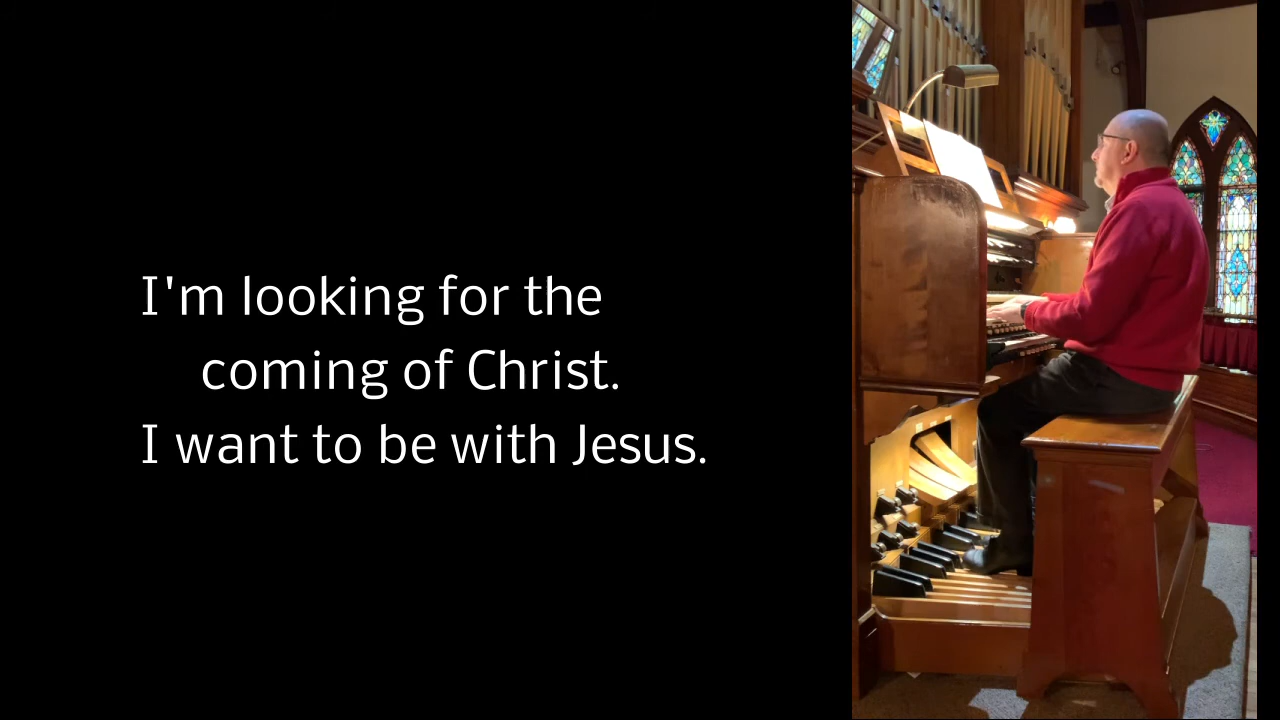 I'm looking for the
coming of Christ.
I want to be with Jesus.